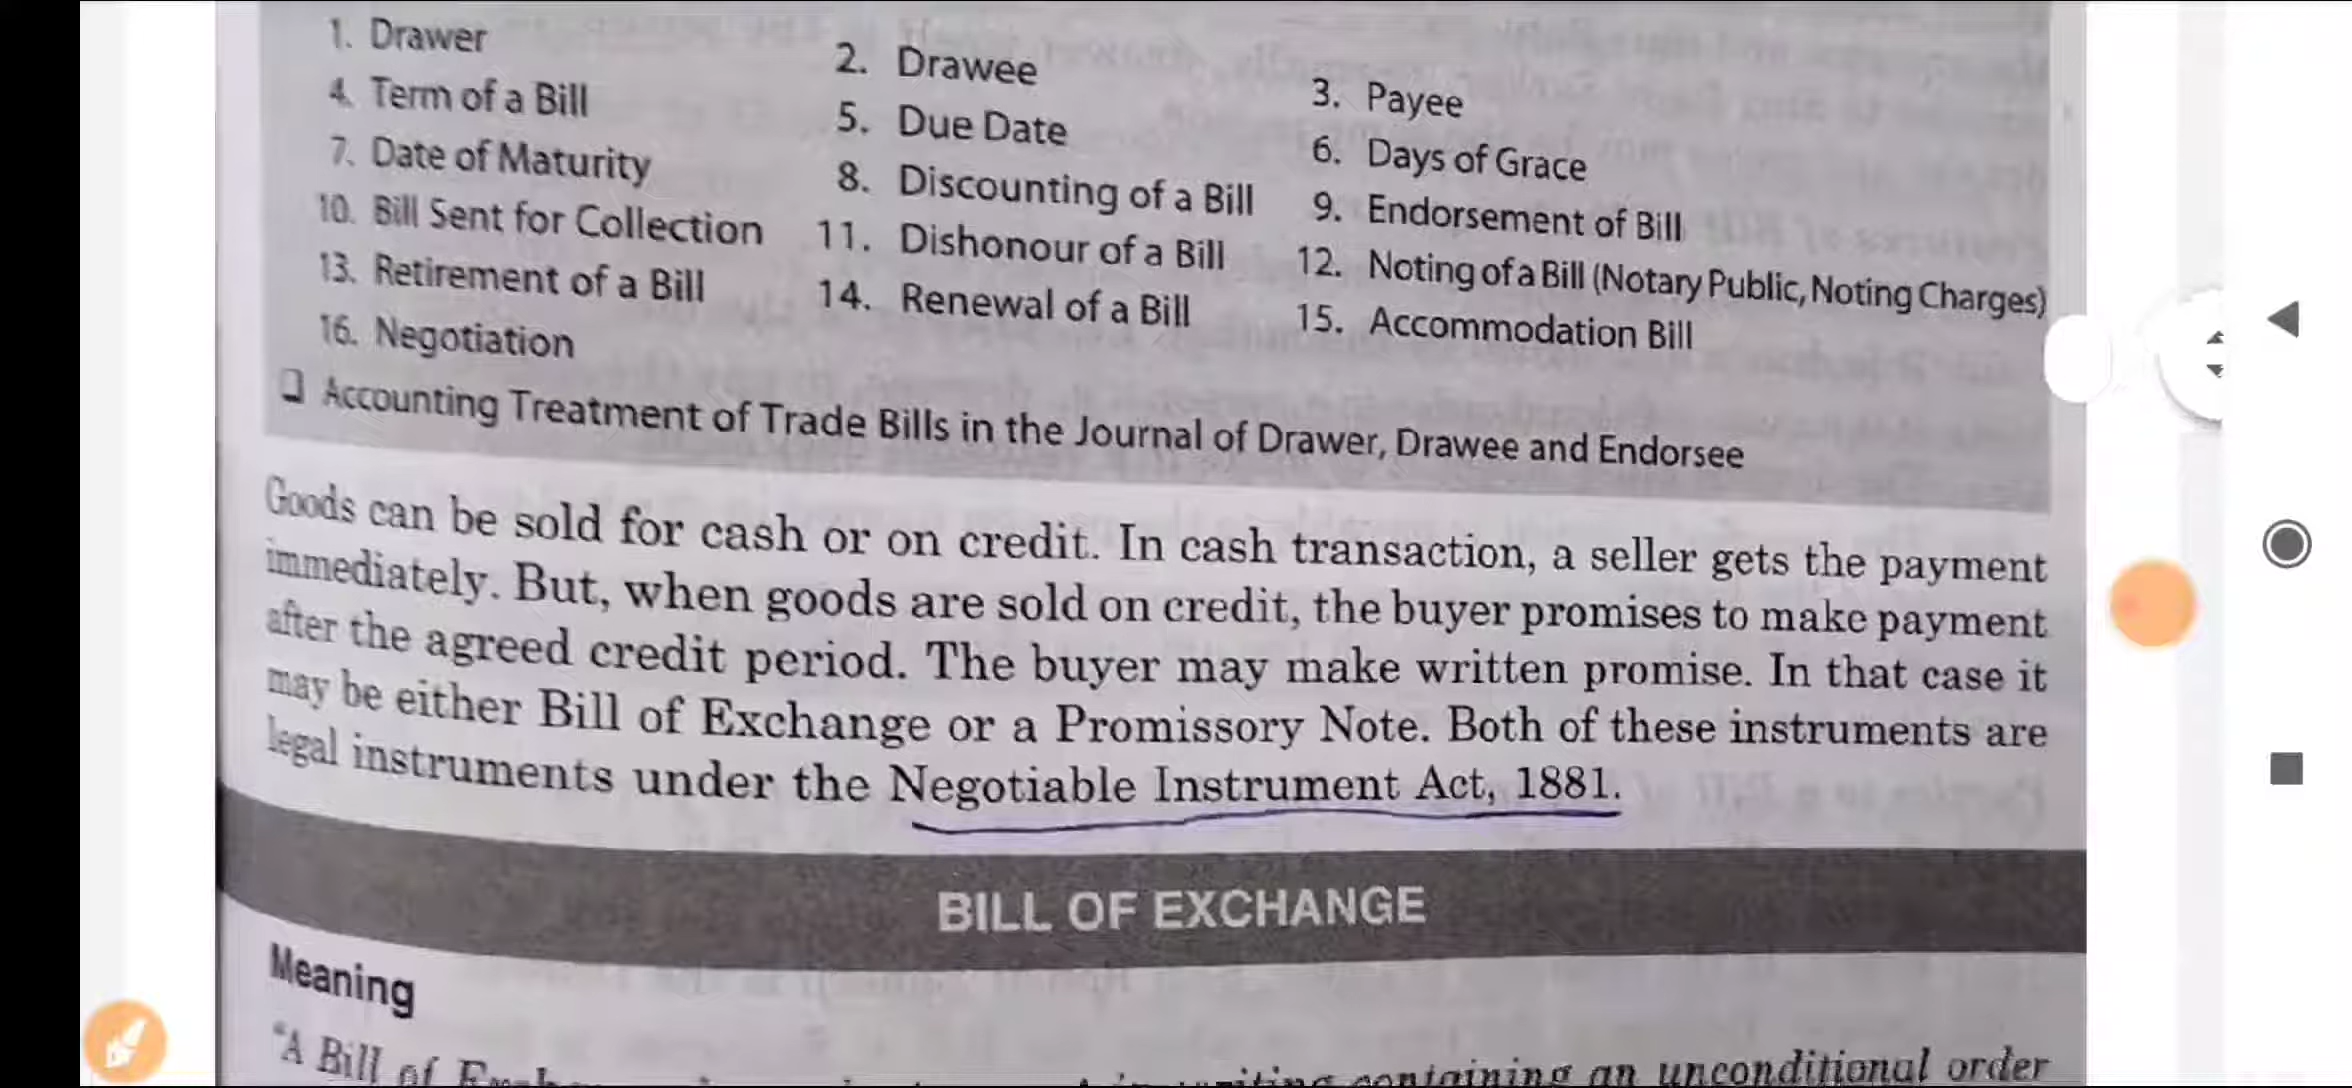 1. Drawer 2. Drawee 3. Payee
4. Term of a Bill 5. Due Date 6. Days of Grace
7. Date of Maturity 8. Discounting of a Bill 9. Endorsement of Bill
10. Bill Sent for Collection 11. Dishonour of a Bill 12. Noting of a Bill (Notary Public, Noting Charges)
13. Retirement of a Bill 14. Renewal of a Bill 15. Accommodation Bill
16. Negotiation
❑ Accounting Treatment of Trade Bills in the Journal of Drawer, Drawee and Endorsee
Goods can be sold for cash or on credit. In cash transaction, a seller gets the payment
immediately. But, when goods are sold on credit, the buyer promises to make payment
after the agreed credit period. The buyer may make written promise. In that case it
may be either Bill of Exchange or a Promissory Note. Both of these instruments are
legal instruments under the Negotiable Instrument Act, 1881.
BILL OF EXCHANGE
Meaning
"A Bill of containing an unconditional order